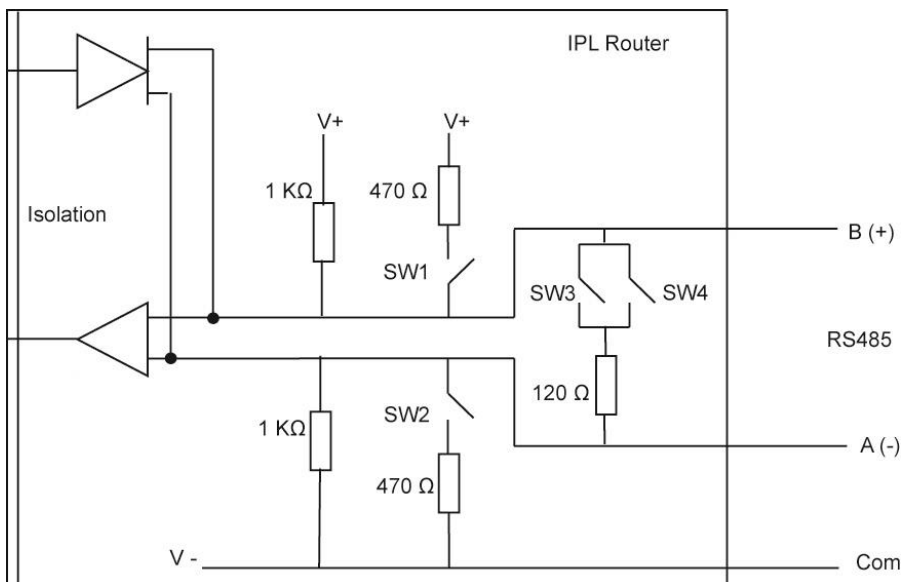 IPL Router
V+
V+
1 KΩ
470 Ω
Isolation
B (+)
SW1
SW3
SW4
RS485
120 Ω
SW2
1 KΩ
A (-)
470 Ω
V -
Com